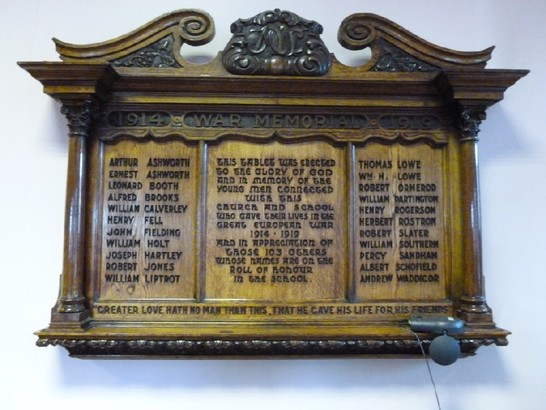 1914 WAR MEMORIAL 1919
ARTHUR ASHWORTH
ERNEST ASHWORTH
LEONARD BOOTH
ALFRED BROOKS
WILLIAM CALVERLEY
HENRY FELL
JOHN FIELDING
WILLIAM HOLT
JOSEPH HARTLEY
ROBERT JONES
WILLIAM LIPTROT
THIS TABLET WAS ERECTED
TO THE GLORY OF GOD
AND IN MEMORY OF THE
YOUNG MEN CONNECTED
WITH THIS
CHURCH AND SCHOOL
WHO GAVE THEIR LIVES IN THE
GREAT EUROPEAN WAR
1914 - 1919
AND IN APPRECIATION OF
THOSE 103 OTHERS
WHOSE NAMES ARE ON THE
ROLL OF HONOUR
IN THE SCHOOL.
THOMAS LOWE
WM. H. LOWE
ROBERT ORMEROD
WILLIAM PARTINGTON
HENRY ROGERSON
HERBERT ROSTRON
ROBERT SLATER
WILLIAM SOUTHERN
PERCY SANDHAM
ALBERT SCHOFIELD
ANDREW WADDICOR
GREATER LOVE HATH NO MAN THAN THIS, THAT HE GAVE HIS LIFE FOR HIS FRIENDS